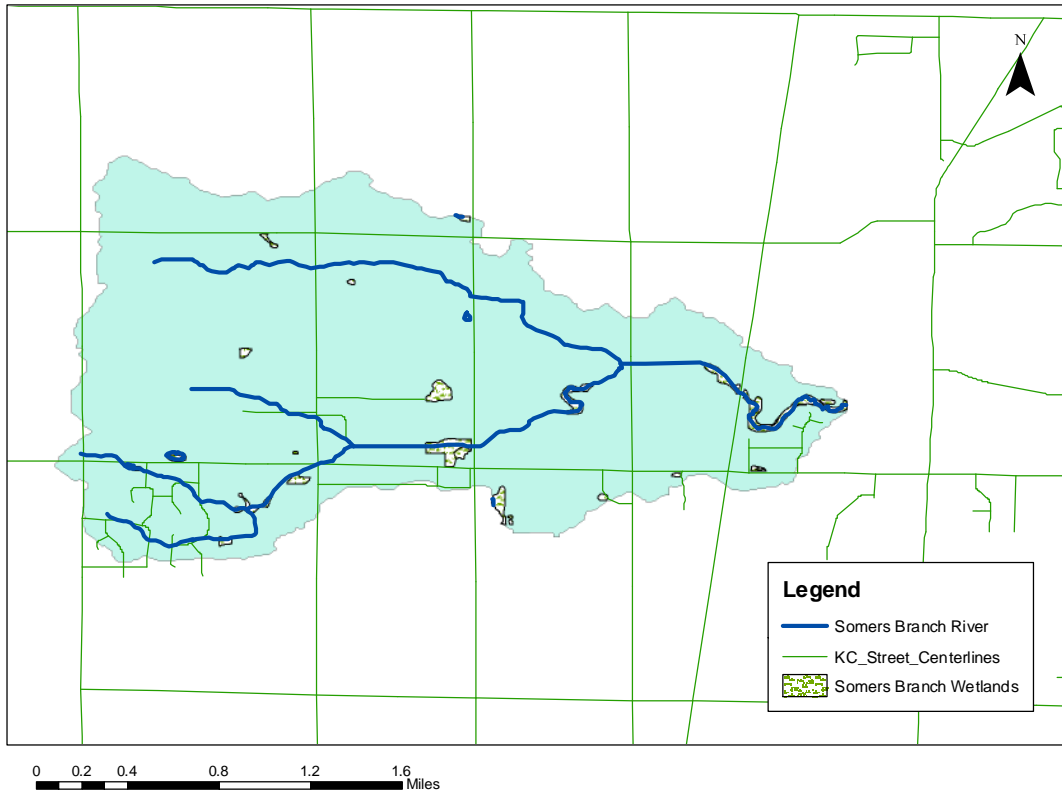 N
Legend
Somers Branch River
KC_Street_Centerlines
Somers Branch Wetlands
0 0.2 0.4 0.8 1.2 1.6
Miles